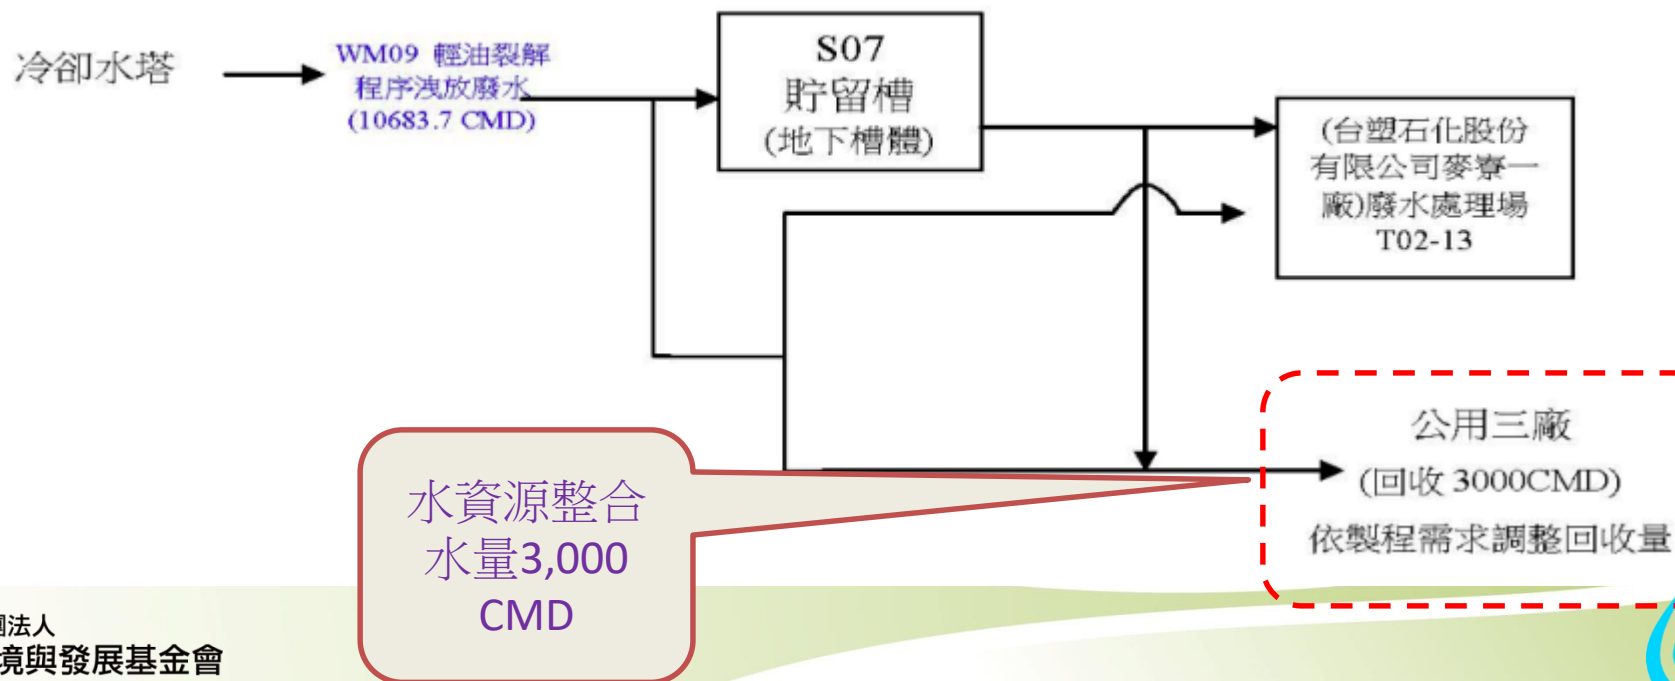 冷卻水塔
WM09 輕油裂解
程序洩放廢水
(10683.7 CMD)
S07
貯留槽
(地下槽體)
(台塑石化股份
有限公司麥寮一
廠)廢水處理場
T02-13
公用三廠
(回收 3000CMD)
依製程需求調整回收量
水資源整合
水量3,000
CMD
團法人
境與發展基金會